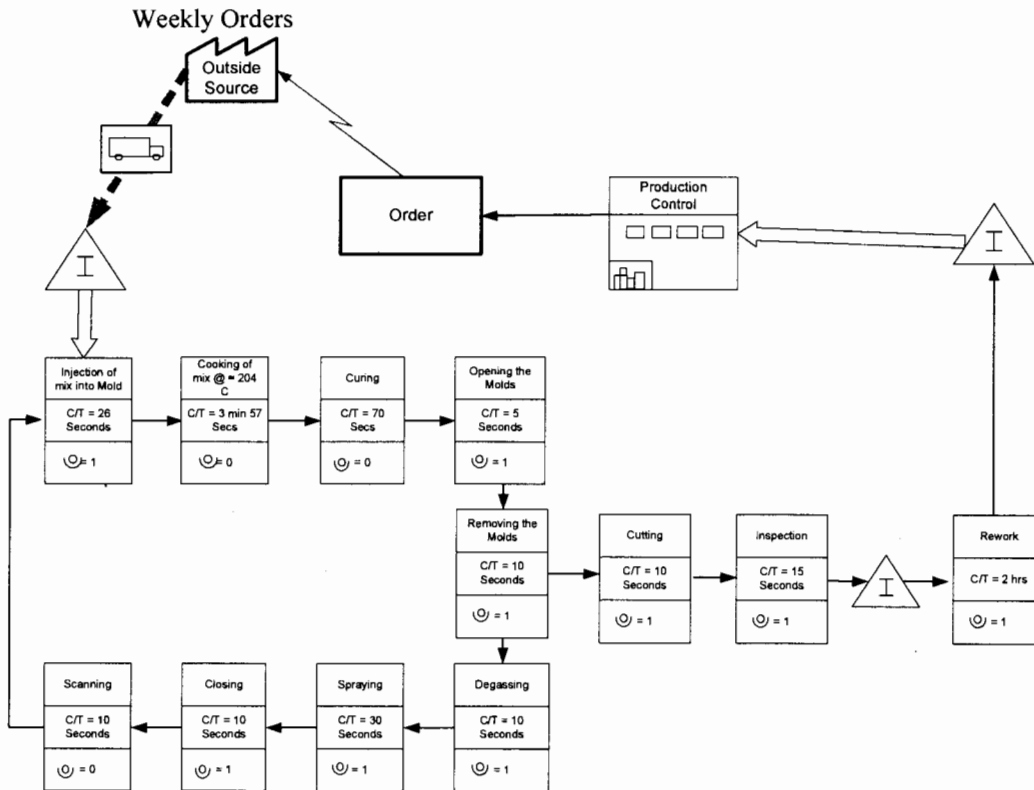 Weekly Orders
Outside
Source
Production
Control
Order
I
I
Injection of
mix into Mold
C/T = 26
Seconds
= 1
Cooking of
mix @ = 204
C
C/T = 3 min 57
Secs
= 0
Curing
C/T = 70
Secs
= 0
Opening the
Molds
C/T = 5
Seconds
= 1
Removing the
Molds
C/T = 10
Seconds
= 1
Cutting
C/T = 10
Seconds
= 1
Inspection
C/T = 15
Seconds
= 1
I
Rework
C/T = 2 hrs
= 1
Scanning
C/T = 10
Seconds
= 0
Closing
C/T = 10
Seconds
= 1
Spraying
C/T = 30
Seconds
= 1
Degassing
C/T = 10
Seconds
= 1